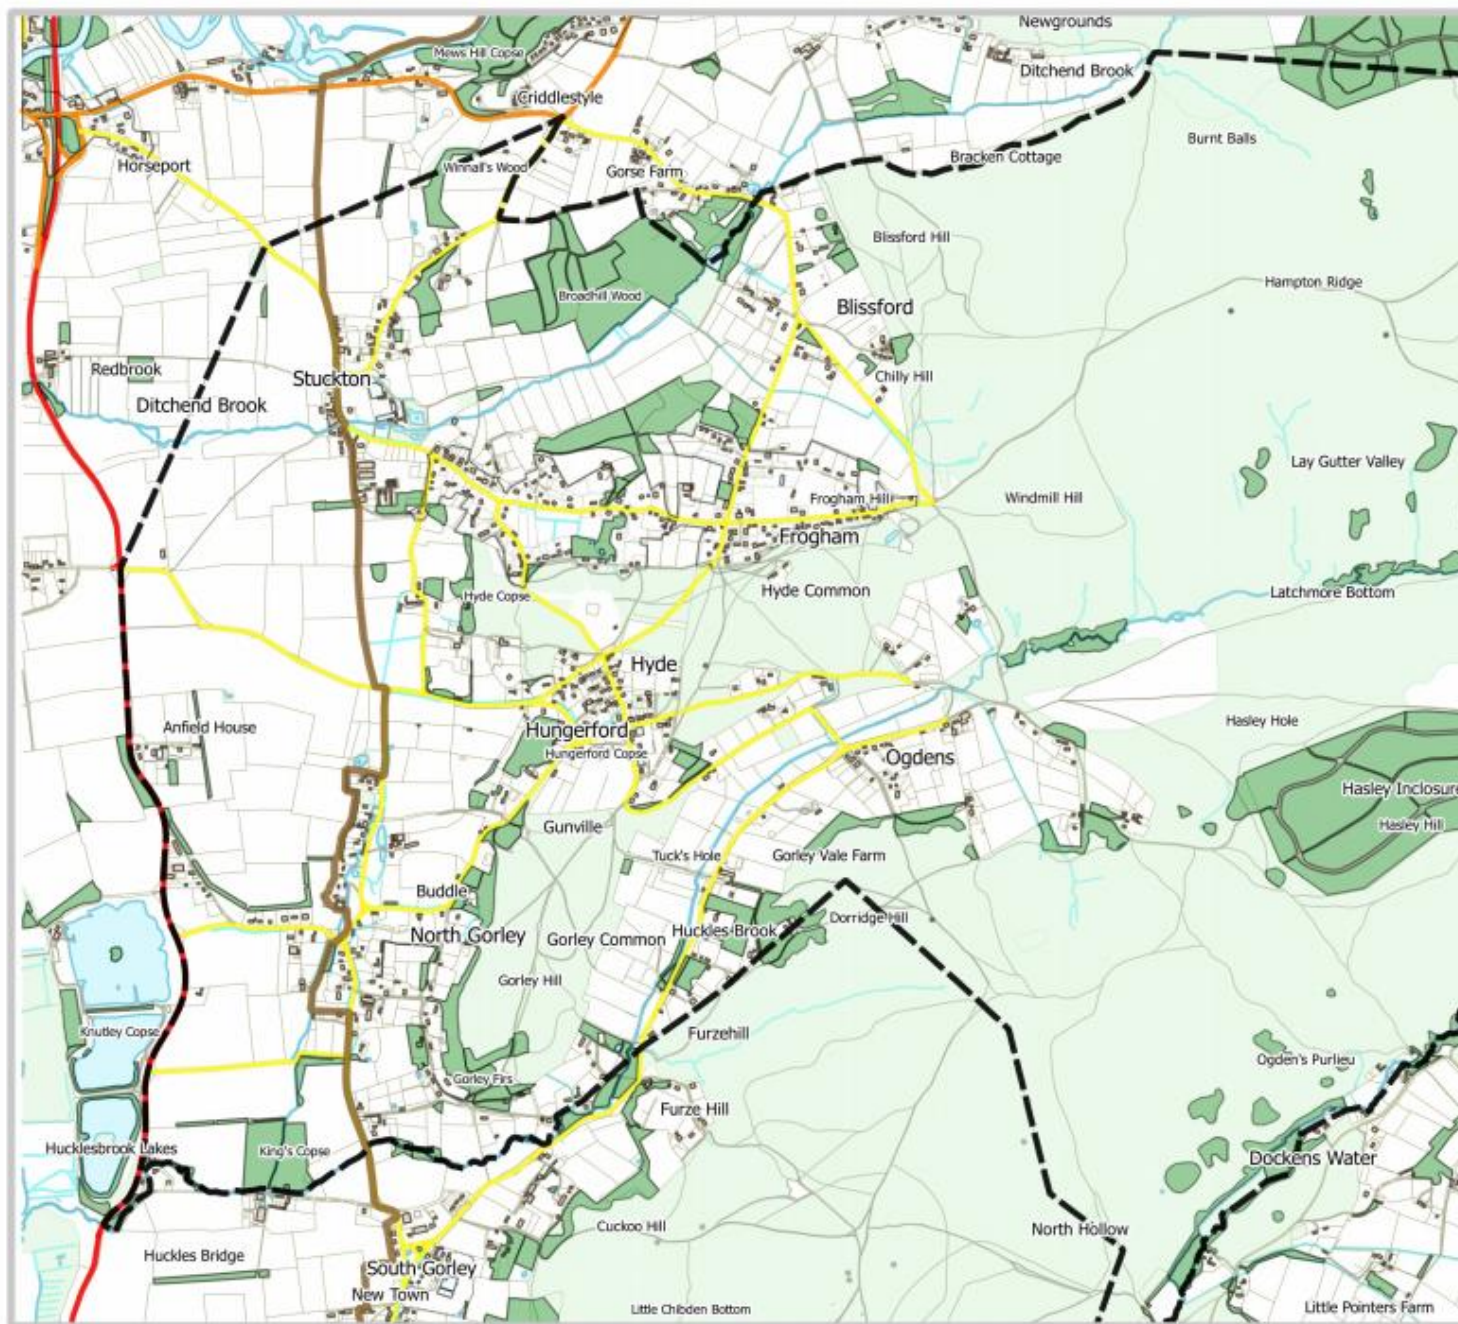 Newgrounds
Mews Hill Copse
Ditchend Brook
Criddlestyle
Burnt Balls
Bracken Cottage
Horseport
Winnall's Wood
Gorse Farm
Blissford Hill
Hampton Ridge
Broadhill Wood
Blissford
Redbrook
Stuckton
Chilly Hill
Ditchend Brook
Lay Gutter Valley
Frogham Hill
Windmill Hill
Frogham
Hyde Copse
Hyde Common
Latchmore Bottom
Hyde
Anfield House
Hungerford
Hasley Hole
Hungerford Copse
Ogdens
Hasley Inclosure
Gunville
Hasley Hill
Tuck's Hole
Gorley Vale Farm
Buddle
Dorridge Hill
North Gorley
Gorley Common
Huckles Brook
Gorley Hill
Knutley Copse
Furzehill
Ogden's Purlieu
Gorley Firs
Furze Hill
Hucklesbrook Lakes
King's Copse
Dockens Water
Cuckoo Hill
North Hollow
Huckles Bridge
South Gorley
New Town
Little Chibden Bottom
Little Pointers Farm